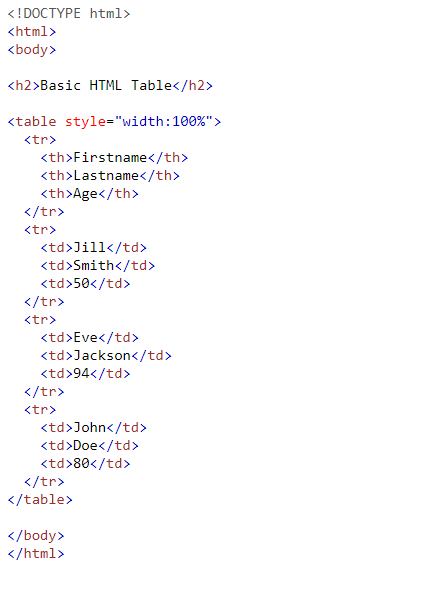 <!DOCTYPE html>
<html>
<body>

<h2>Basic HTML Table</h2>

<table style="width:100%">
  <tr>
    <th>Firstname</th>
    <th>Lastname</th>
    <th>Age</th>
  </tr>
  <tr>
    <td>Jill</td>
    <td>Smith</td>
    <td>50</td>
  </tr>
  <tr>
    <td>Eve</td>
    <td>Jackson</td>
    <td>94</td>
  </tr>
  <tr>
    <td>John</td>
    <td>Doe</td>
    <td>80</td>
  </tr>
</table>

</body>
</html>